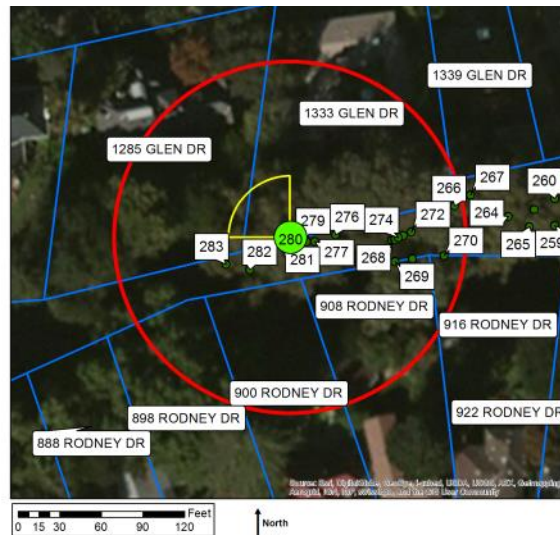 1339 GLEN DR
1333 GLEN DR
1285 GLEN DR
267
260
266
279
276
274
272
264
280
283
282
281
277
268
270
265
259
269
908 RODNEY DR
916 RODNEY DR
900 RODNEY DR
898 RODNEY DR
922 RODNEY DR
888 RODNEY DR
Feet
0 15 30 60 90 120
North